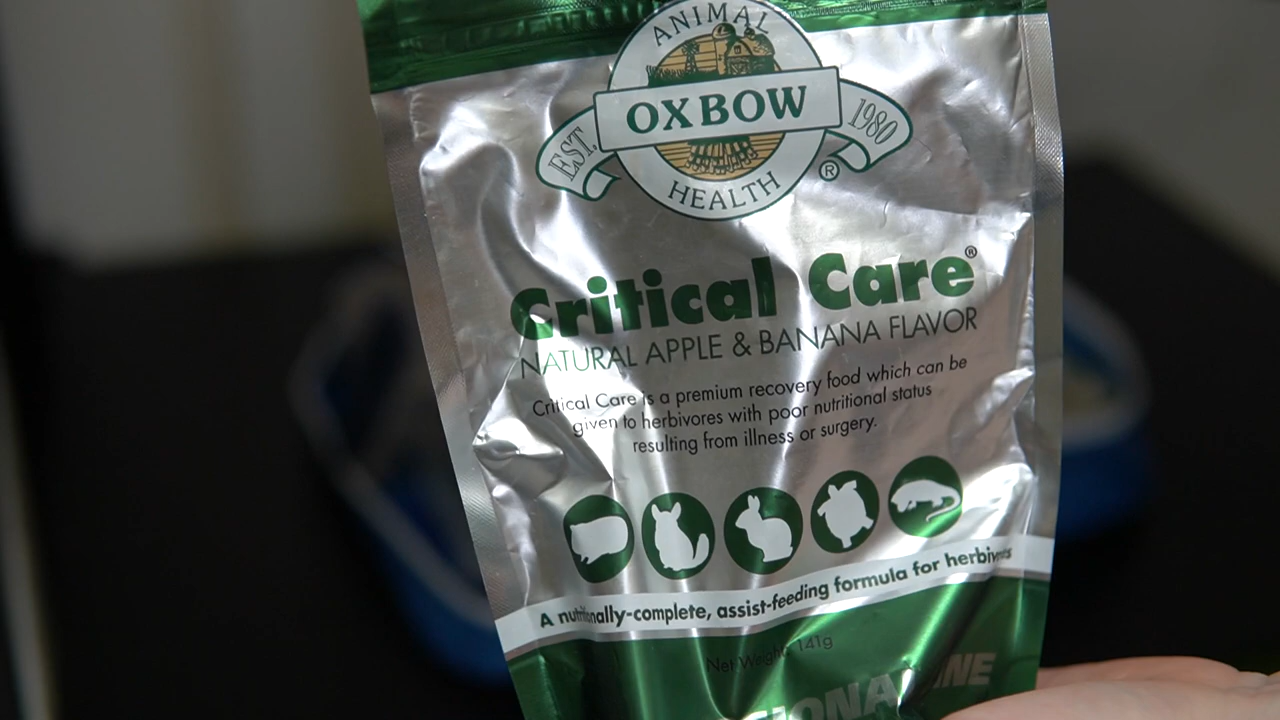 ANIMAL
EST. OXBOW 1980
HEALTH ®
Critical Care®
NATURAL APPLE & BANANA FLAVOR
Critical Care is a premium recovery food which can be
given to herbivores with poor nutritional status
resulting from illness or surgery.
A nutritionally-complete, assist-feeding formula for herbivores
Net Weight: 141g